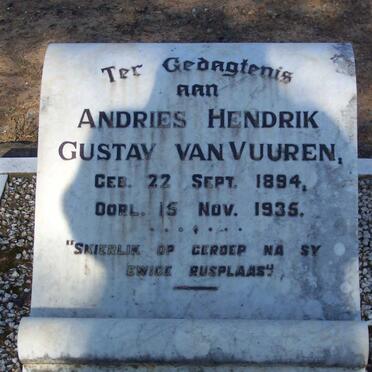 Ter Gedagtenis
aan
ANDRIES HENDRIK
GUSTAV VAN VUUREN,
GEB. 22 SEPT. 1894,
OORL. 15 NOV. 1935.
"SKIERLIK OP GEROEP NA SY
EWIGE RUSPLAAS".